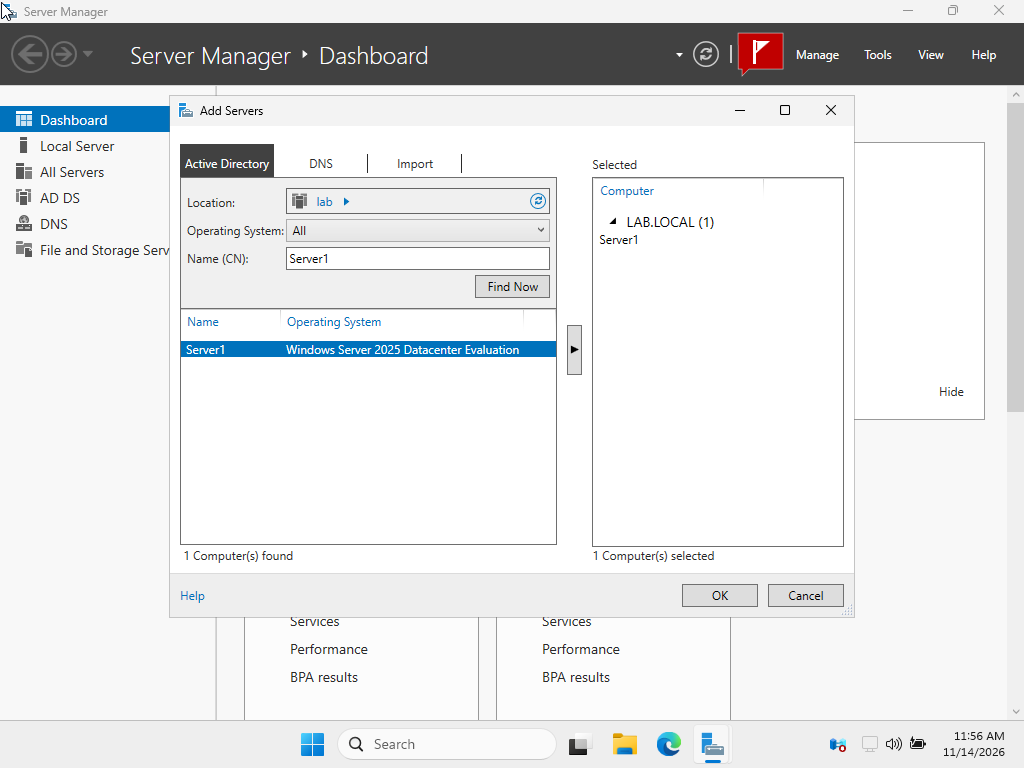 Server Manager
Server Manager ‣ Dashboard
Manage
Tools
View
Help
Dashboard
Local Server
All Servers
AD DS
DNS
File and Storage Serv
Add Servers
Active Directory
DNS
Import
Location:
lab
Operating System:
All
Name (CN):
Server1
Find Now
Name
Operating System
Server1
Windows Server 2025 Datacenter Evaluation
1 Computer(s) found
Selected
Computer
LAB.LOCAL (1)
Server1
1 Computer(s) selected
Help
OK
Cancel
Hide
Services
Performance
BPA results
Services
Performance
BPA results
Search
11:56 AM
11/14/2026